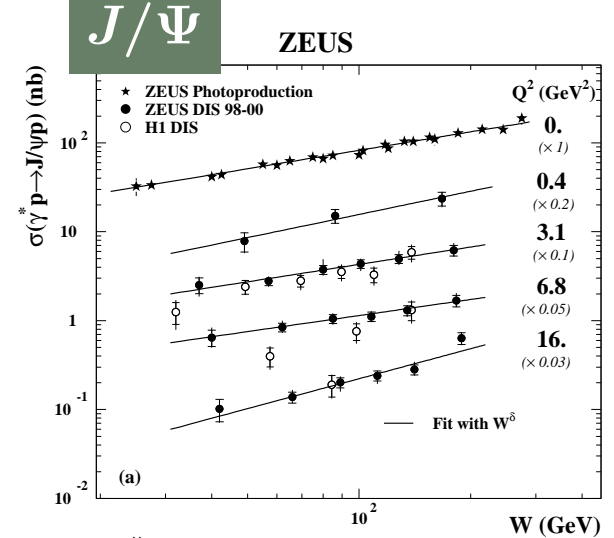 J/Ψ
ZEUS
σ(γ* p→J/ψp) (nb)
★ ZEUS Photoproduction
● ZEUS DIS 98-00
○ H1 DIS
Q² (GeV²)
0.
(× 1)
0.4
(× 0.2)
3.1
(× 0.1)
6.8
(× 0.05)
16.
(× 0.03)
10²
10
1
10⁻¹
10⁻²
Fit with W^δ
(a)
10²
W (GeV)